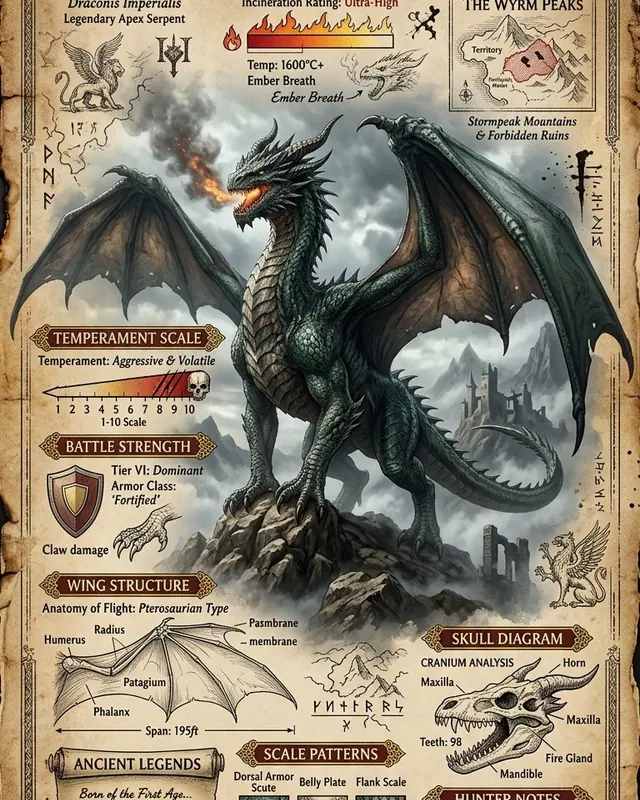 Draconis Imperialis
Legendary Apex Serpent
Incineration Rating: Ultra-High
Temp: 1600°C+
Ember Breath
Ember Breath
THE WYRM PEAKS
Territory
Stormpeak Mountains
& Forbidden Ruins
TEMPERAMENT SCALE
Temperament: Aggressive & Volatile
1 2 3 4 5 6 7 8 9 10
1-10 Scale
BATTLE STRENGTH
Tier VI: Dominant
Armor Class:
'Fortified'
Claw damage
WING STRUCTURE
Anatomy of Flight: Pterosaurian Type
Humerus
Radius
Pasmbrane
membrane
Patagium
Phalanx
Span: 195ft
SKULL DIAGRAM
CRANIUM ANALYSIS
Horn
Maxilla
Maxilla
Teeth: 98
Fire Gland
Mandible
ANCIENT LEGENDS
Born of the First Age...
SCALE PATTERNS
Dorsal Armor
Scute
Belly Plate
Flank Scale
HUNTER NOTES